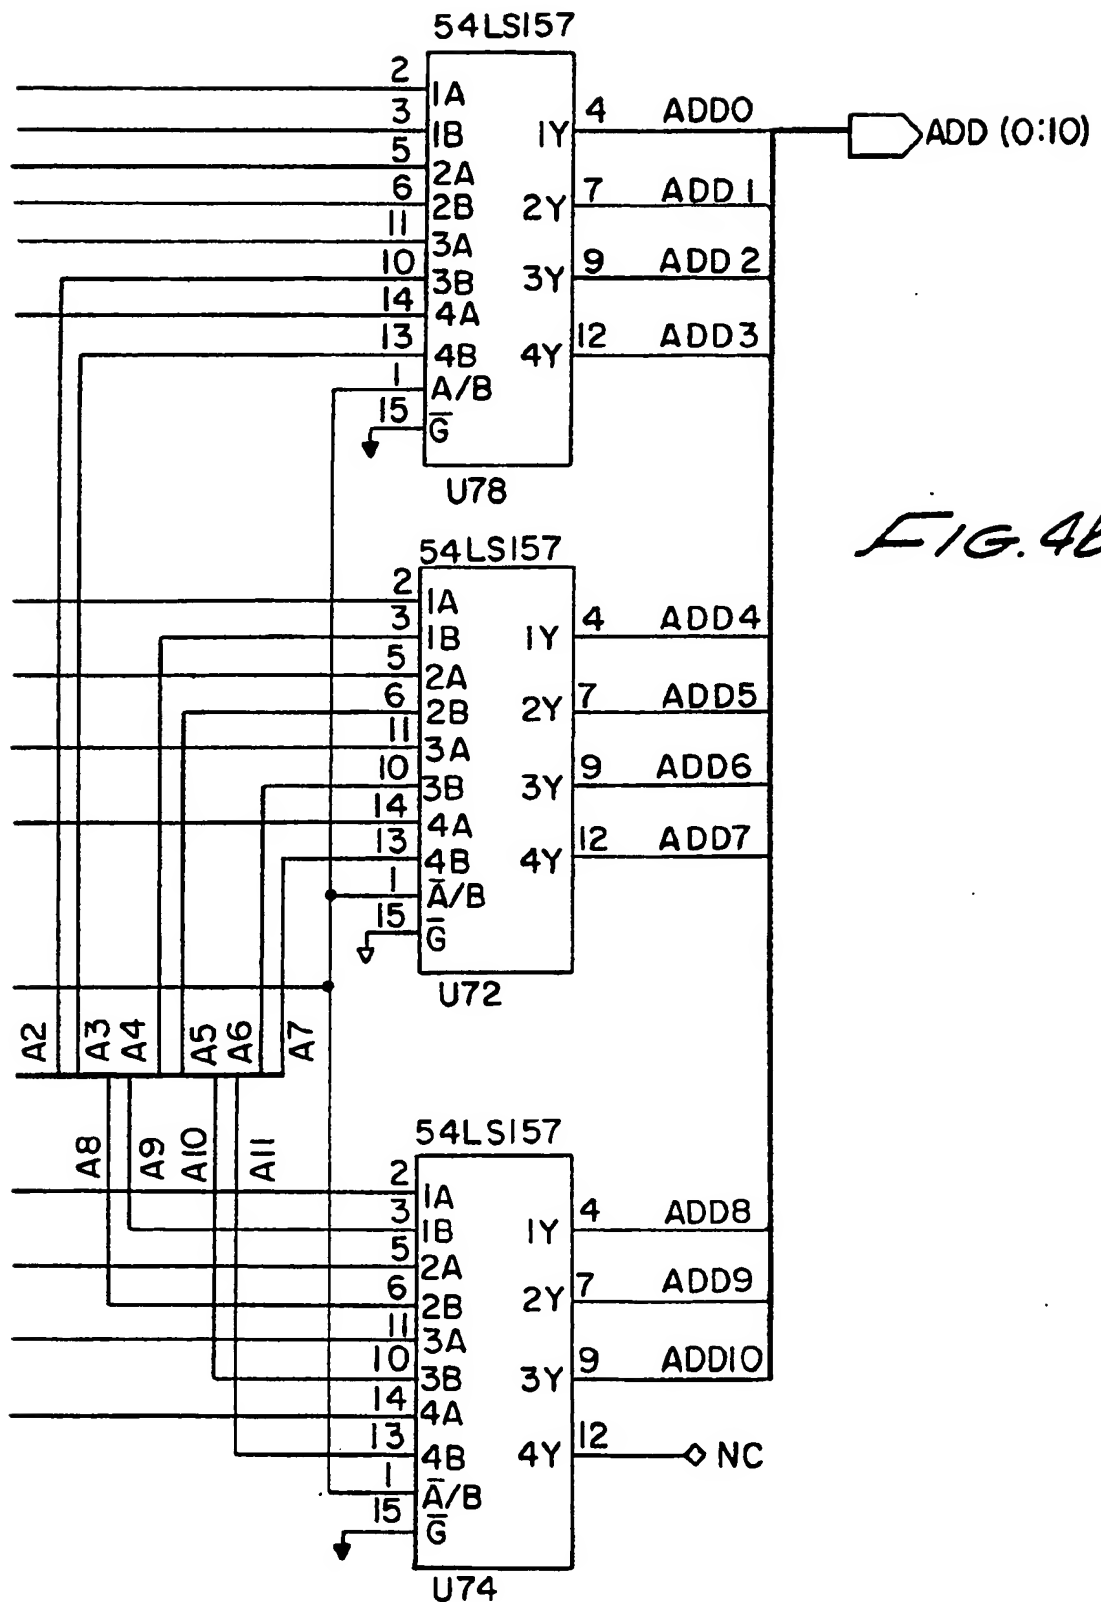 54LS157
2 1A
3 1B
5 2A
6 2B
11 3A
10 3B
14 4A
13 4B
1 A/B
15 G̅
1Y 4 ADD0
2Y 7 ADD1
3Y 9 ADD2
4Y 12 ADD3
U78
ADD (0:10)
FIG. 4b
54LS157
2 1A
3 1B
5 2A
6 2B
11 3A
10 3B
14 4A
13 4B
1 A̅/B
15 G̅
1Y 4 ADD4
2Y 7 ADD5
3Y 9 ADD6
4Y 12 ADD7
U72
A2
A3
A4
A5
A6
A7
A8
A9
A10
A11
54LS157
2 1A
3 1B
5 2A
6 2B
11 3A
10 3B
14 4A
13 4B
1 A̅/B
15 G̅
1Y 4 ADD8
2Y 7 ADD9
3Y 9 ADD10
4Y 12 NC
U74